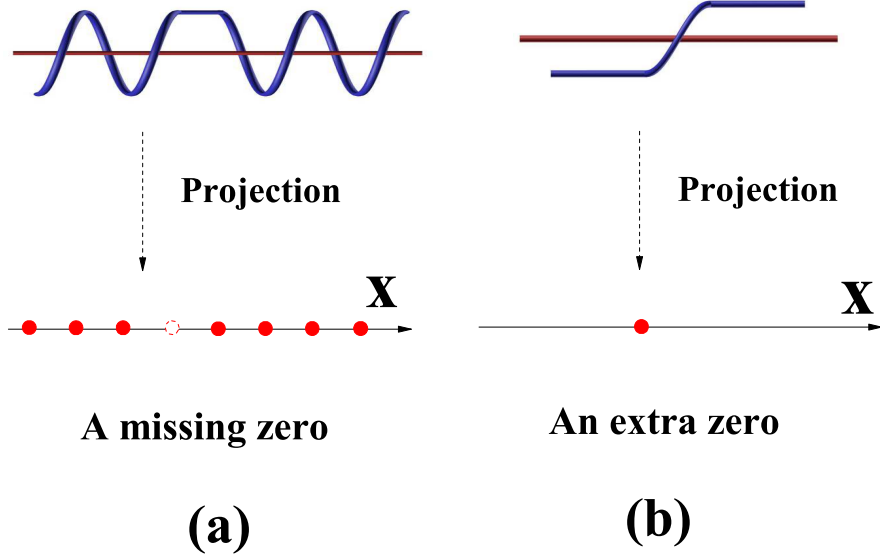 Projection
X
A missing zero
(a)
Projection
X
An extra zero
(b)